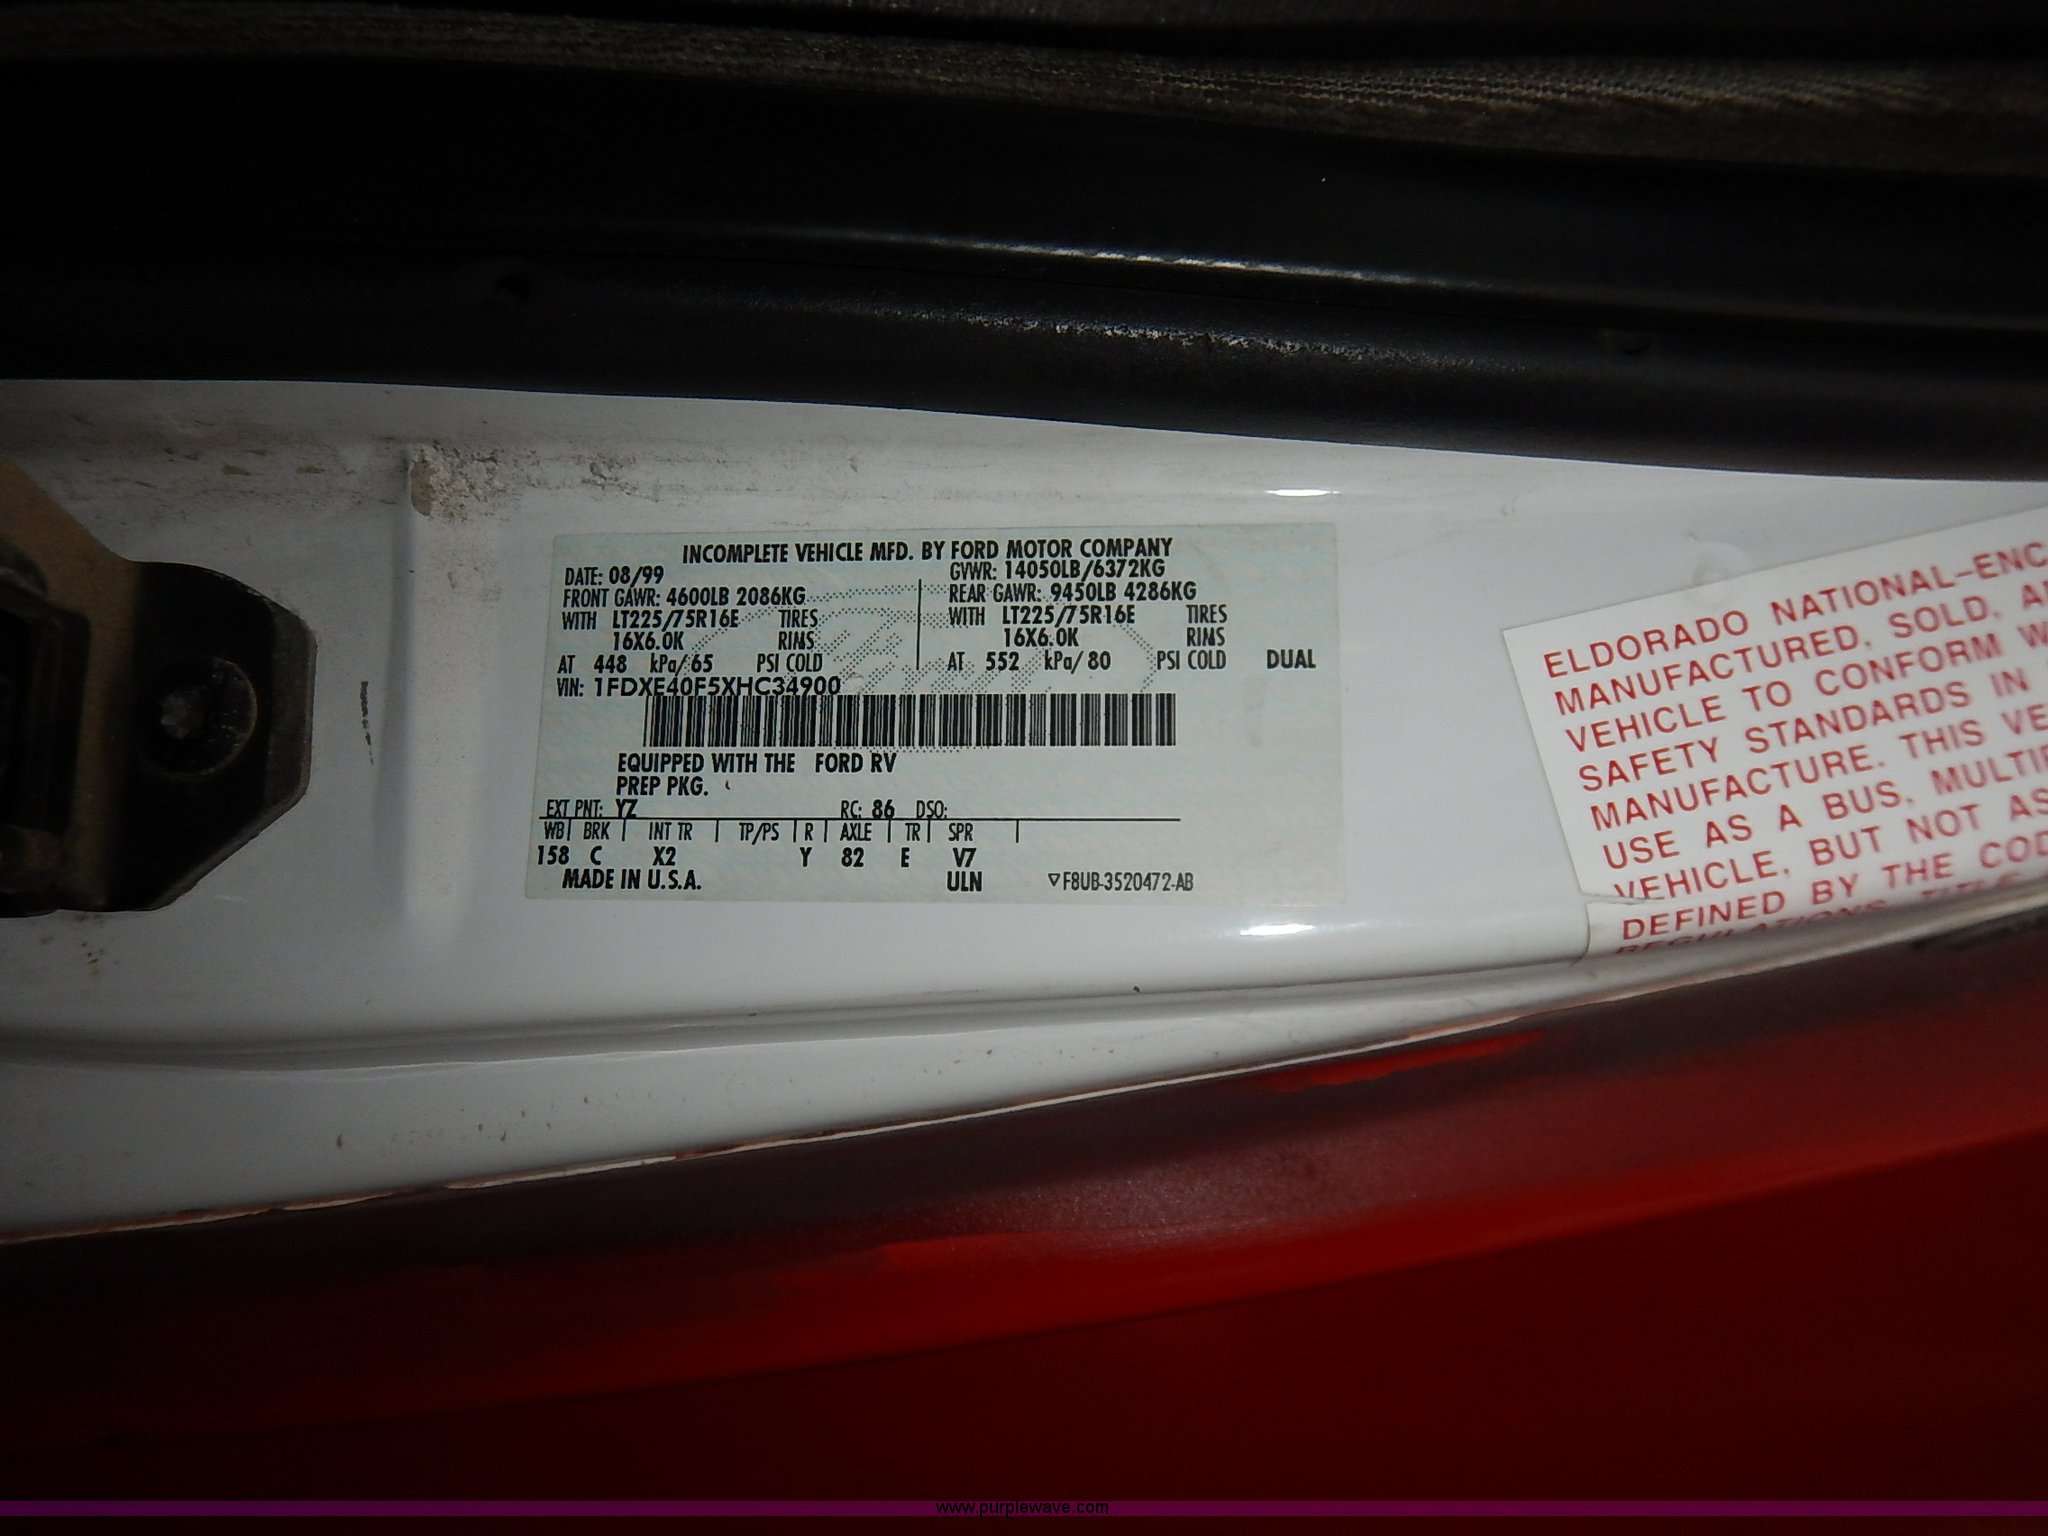 INCOMPLETE VEHICLE MFD. BY FORD MOTOR COMPANY
DATE: 08/99 GVWR: 14050LB/6372KG
FRONT GAWR: 4600LB 2086KG REAR GAWR: 9450LB 4286KG
WITH LT225/75R16E TIRES WITH LT225/75R16E TIRES
16X6.0K RIMS 16X6.0K RIMS
AT 448 kPa/65 PSI COLD AT 552 kPa/80 PSI COLD DUAL
VIN: 1FDXE40F5XHC34900
EQUIPPED WITH THE FORD RV
PREP PKG.
EXT PNT: YZ RC: 86 DSO:
WB BRK INT TR TP/PS R AXLE TR SPR
158 C X2 Y 82 E V7
MADE IN U.S.A. ULN ▽F8UB-3520472-AB
ELDORADO NATIONAL-ENC
MANUFACTURED, SOLD, A
VEHICLE TO CONFORM W
SAFETY STANDARDS IN
MANUFACTURE. THIS VE
USE AS A BUS, MULTIP
VEHICLE, BUT NOT AS
DEFINED BY THE COD
REGULATIONS, TITLE
www.purplewave.com